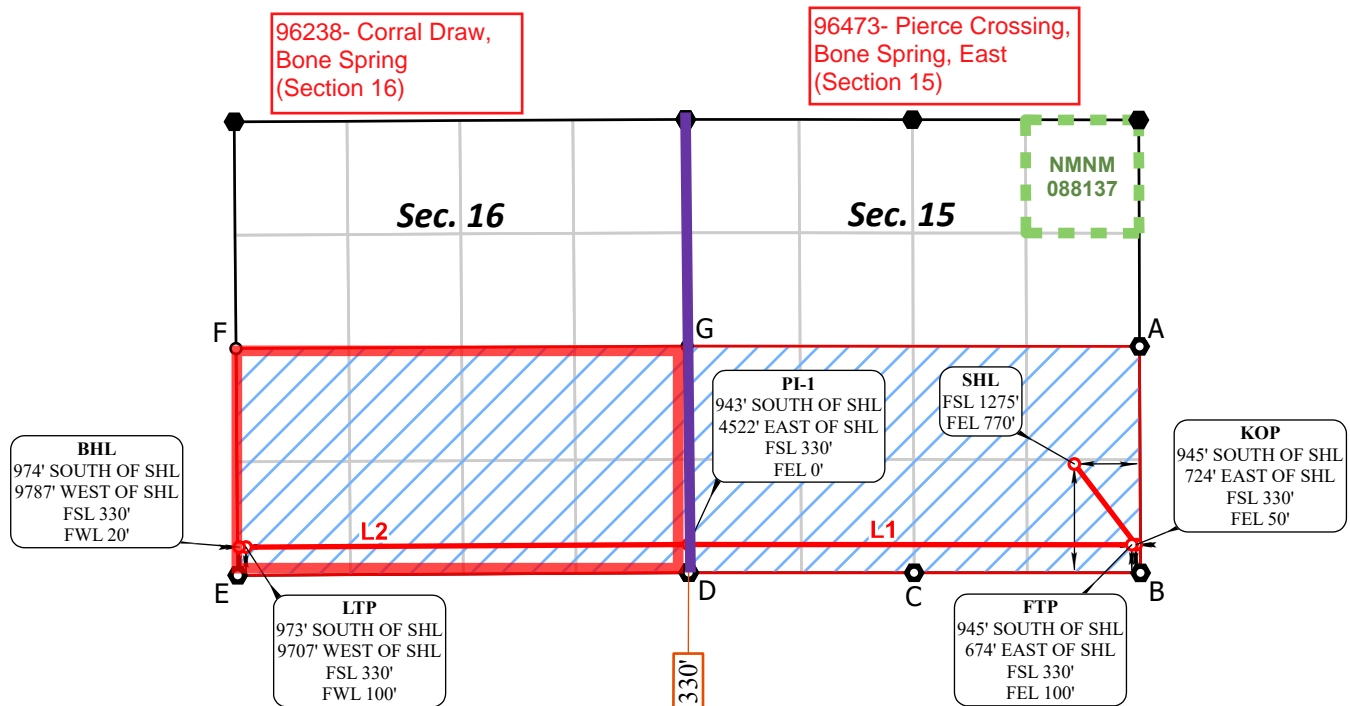 96238- Corral Draw,
Bone Spring
(Section 16)
96473- Pierce Crossing,
Bone Spring, East
(Section 15)
NMNM
088137
Sec. 16
Sec. 15
F
G
A
PI-1
943' SOUTH OF SHL
4522' EAST OF SHL
FSL 330'
FEL 0'
SHL
FSL 1275'
FEL 770'
KOP
945' SOUTH OF SHL
724' EAST OF SHL
FSL 330'
FEL 50'
BHL
974' SOUTH OF SHL
9787' WEST OF SHL
FSL 330'
FWL 20'
L2
L1
E
D
C
B
LTP
973' SOUTH OF SHL
9707' WEST OF SHL
FSL 330'
FWL 100'
330'
FTP
945' SOUTH OF SHL
674' EAST OF SHL
FSL 330'
FEL 100'